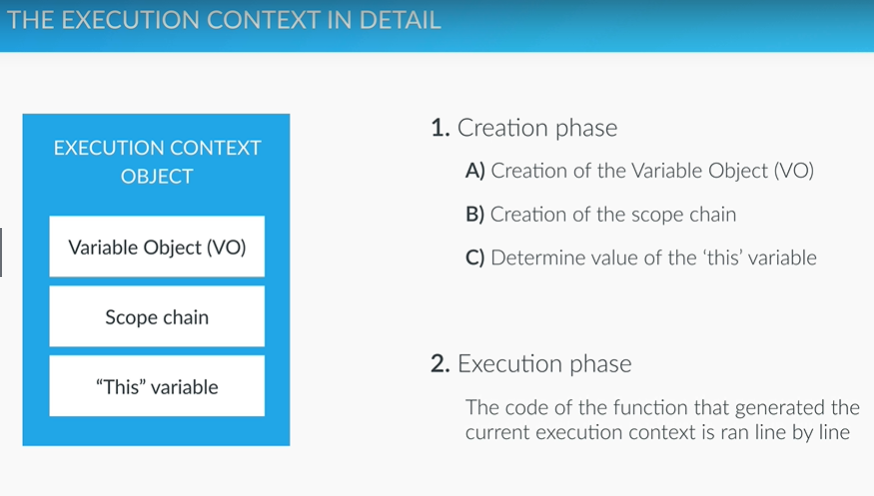 THE EXECUTION CONTEXT IN DETAIL
EXECUTION CONTEXT
OBJECT
Variable Object (VO)
Scope chain
“This” variable
1. Creation phase
A) Creation of the Variable Object (VO)
B) Creation of the scope chain
C) Determine value of the ‘this’ variable
2. Execution phase
The code of the function that generated the
current execution context is ran line by line